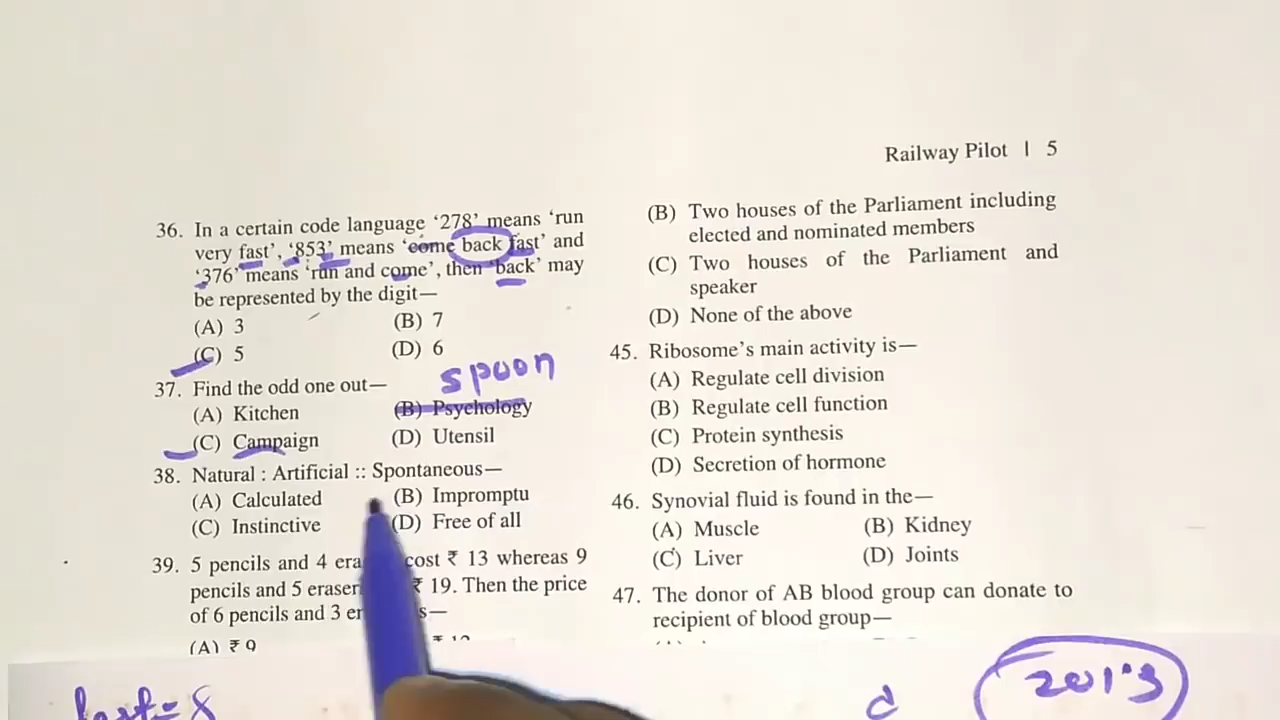 Railway Pilot | 5
36. In a certain code language '278' means 'run
very fast', '853' means 'come back fast' and
'376' means 'run and come', then 'back' may
be represented by the digit—
(A) 3 (B) 7
(C) 5 (D) 6
spoon
37. Find the odd one out—
(A) Kitchen (B) Psychology
(C) Campaign (D) Utensil
38. Natural : Artificial :: Spontaneous—
(A) Calculated (B) Impromptu
(C) Instinctive (D) Free of all
39. 5 pencils and 4 cost ₹ 13 whereas 9
pencils and 5 ₹ 19. Then the price
of 6 pencils and 3
(A) ₹ 9
(B) Two houses of the Parliament including
elected and nominated members
(C) Two houses of the Parliament and
speaker
(D) None of the above
45. Ribosome's main activity is—
(A) Regulate cell division
(B) Regulate cell function
(C) Protein synthesis
(D) Secretion of hormone
46. Synovial fluid is found in the—
(A) Muscle (B) Kidney
(C) Liver (D) Joints
47. The donor of AB blood group can donate to
recipient of blood group—
= 8
d